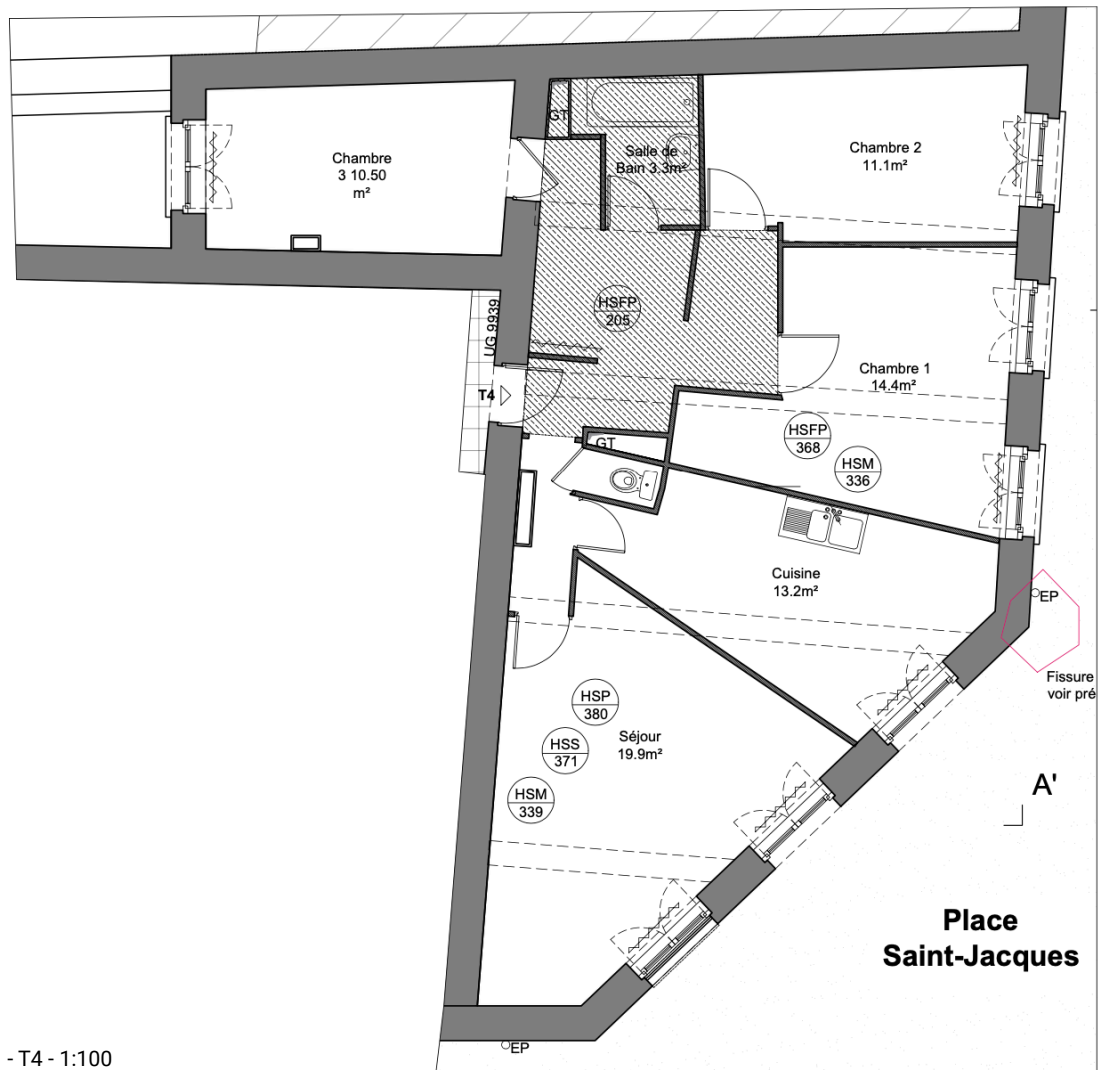 GT
Chambre
3 10.50
m²
Salle de
Bain 3.3m²
Chambre 2
11.1m²
HSFP
205
UG 9939
T4
Chambre 1
14.4m²
HSFP
368
HSM
336
GT
Cuisine
13.2m²
EP
Fissure
voir pré
HSP
380
HSS
371
HSM
339
Séjour
19.9m²
A'
Place
Saint-Jacques
EP
- T4 - 1:100